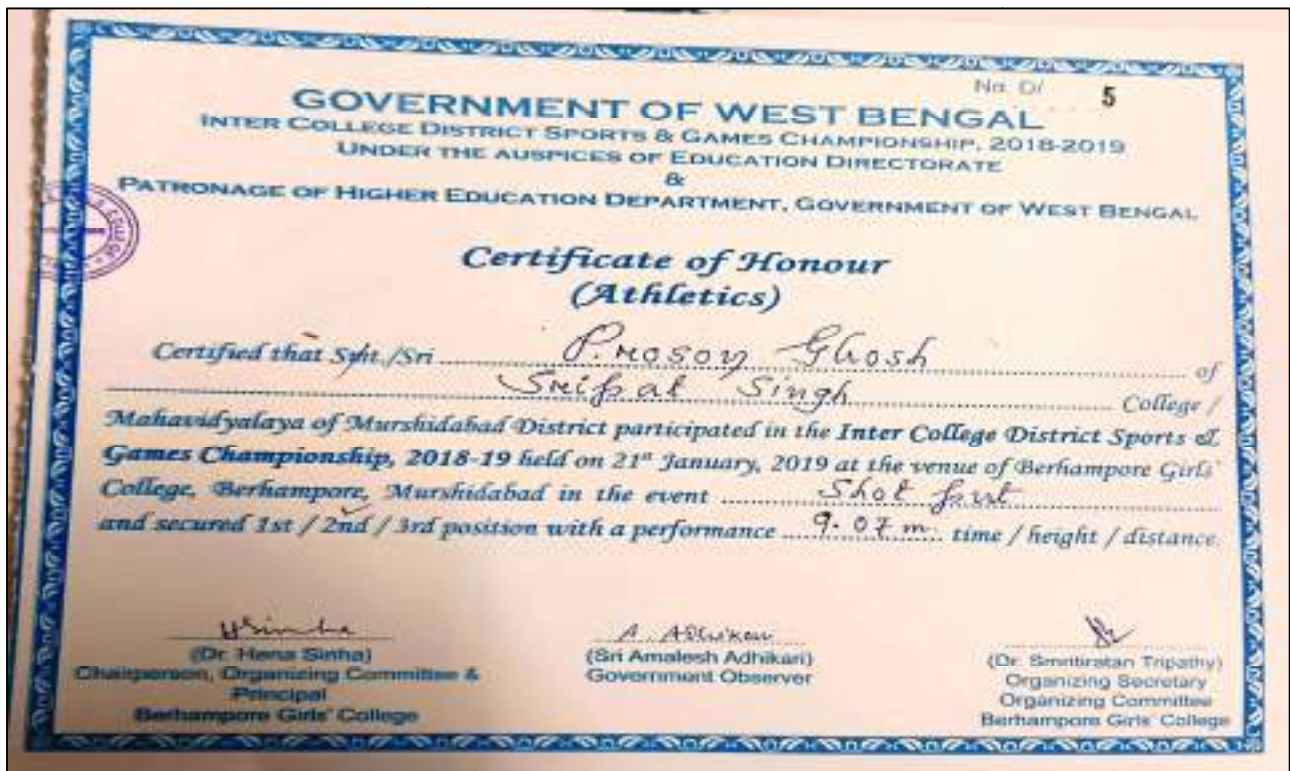 No. D/ 5
GOVERNMENT OF WEST BENGAL
INTER COLLEGE DISTRICT SPORTS & GAMES CHAMPIONSHIP, 2018-2019
UNDER THE AUSPICES OF EDUCATION DIRECTORATE
&
PATRONAGE OF HIGHER EDUCATION DEPARTMENT, GOVERNMENT OF WEST BENGAL
Certificate of Honour
(Athletics)
Certified that Smt./Sri Prosoy Ghosh of
Sripat Singh College /
Mahavidyalaya of Murshidabad District participated in the Inter College District Sports &
Games Championship, 2018-19 held on 21st January, 2019 at the venue of Berhampore Girls'
College, Berhampore, Murshidabad in the event Shot put
and secured 1st / 2nd / 3rd position with a performance 9.07 m. time / height / distance.
HSinha A. Adhikari
(Dr. Hena Sinha) (Sri Amalesh Adhikari) (Dr. Smritiratan Tripathy)
Chairperson, Organizing Committee & Government Observer Organizing Secretary
Principal Organizing Committee
Berhampore Girls' College Berhampore Girls' College